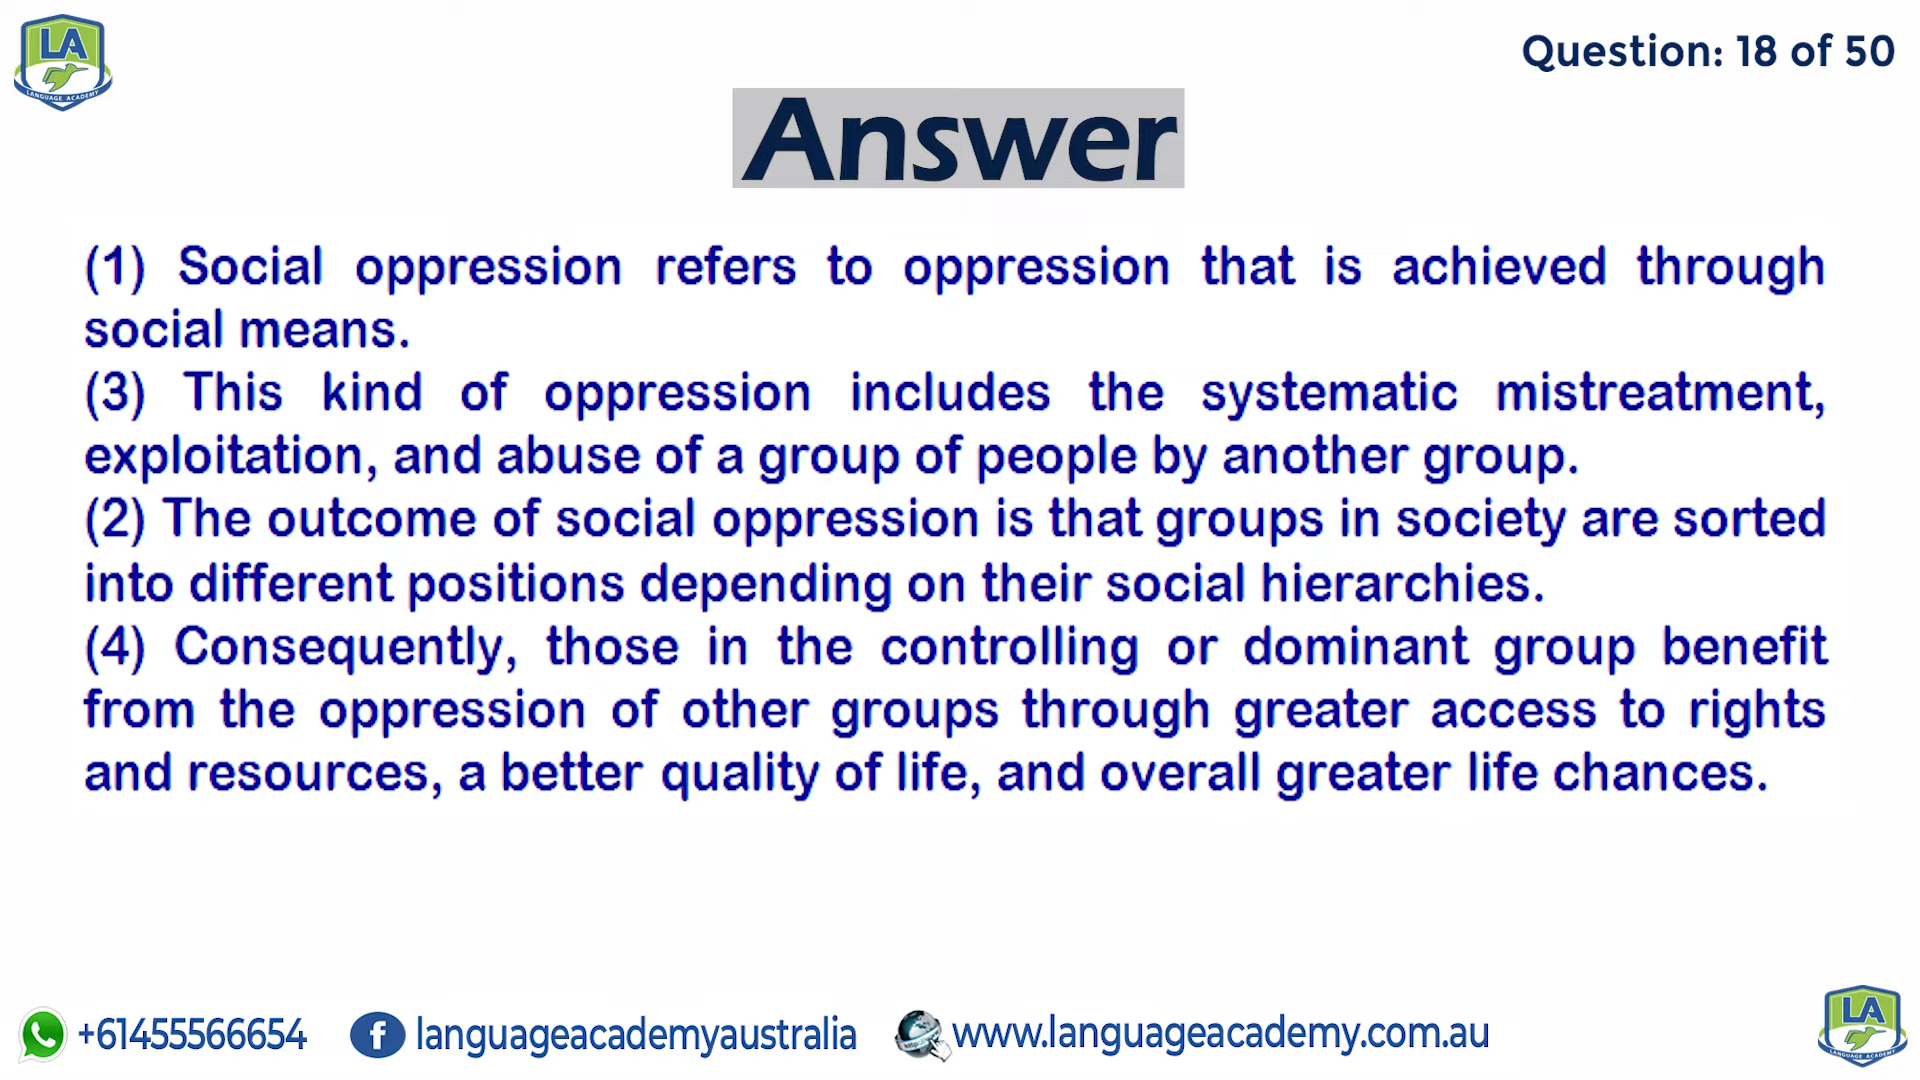 LA
LANGUAGE ACADEMY
Question: 18 of 50
Answer
(1) Social oppression refers to oppression that is achieved through
social means.
(3) This kind of oppression includes the systematic mistreatment,
exploitation, and abuse of a group of people by another group.
(2) The outcome of social oppression is that groups in society are sorted
into different positions depending on their social hierarchies.
(4) Consequently, those in the controlling or dominant group benefit
from the oppression of other groups through greater access to rights
and resources, a better quality of life, and overall greater life chances.
+61455566654
f languageacademyaustralia
www.languageacademy.com.au
LA
LANGUAGE ACADEMY